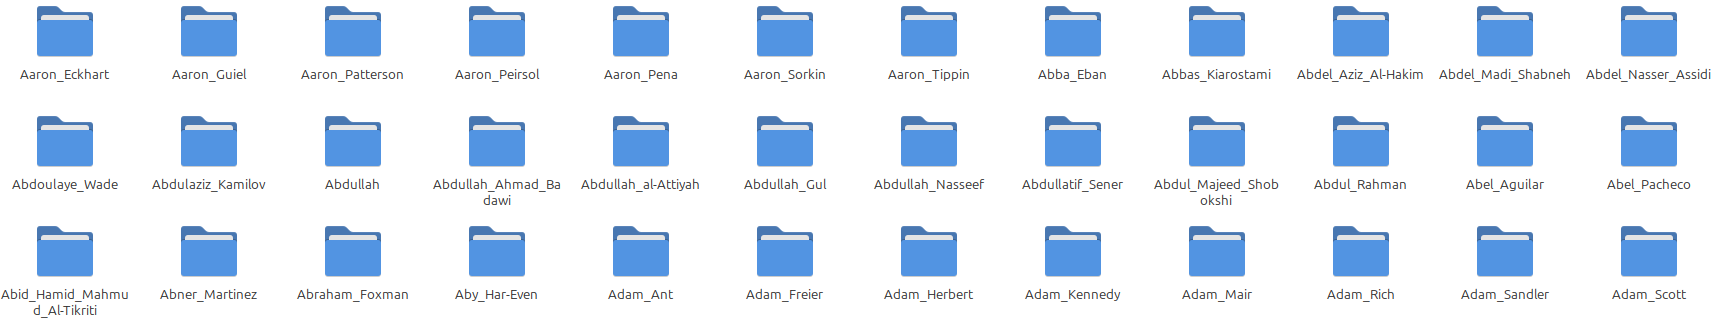 Aaron_Eckhart Aaron_Guiel Aaron_Patterson Aaron_Peirsol Aaron_Pena Aaron_Sorkin Aaron_Tippin Abba_Eban Abbas_Kiarostami Abdel_Aziz_Al-Hakim Abdel_Madi_Shabneh Abdel_Nasser_Assidi
Abdoulaye_Wade Abdulaziz_Kamilov Abdullah Abdullah_Ahmad_Ba Abdullah_al-Attiyah Abdullah_Gul Abdullah_Nasseef Abdullatif_Sener Abdul_Majeed_Shob Abdul_Rahman Abel_Aguilar Abel_Pacheco
dawi okshi
Abid_Hamid_Mahmu Abner_Martinez Abraham_Foxman Aby_Har-Even Adam_Ant Adam_Freier Adam_Herbert Adam_Kennedy Adam_Mair Adam_Rich Adam_Sandler Adam_Scott
d_Al-Tikriti